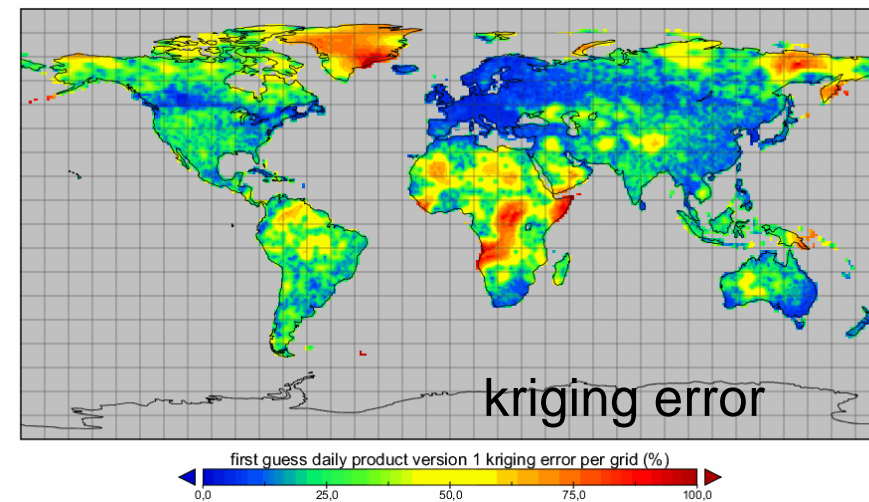 kriging error
first guess daily product version 1 kriging error per grid (%)
0,0 25,0 50,0 75,0 100,0